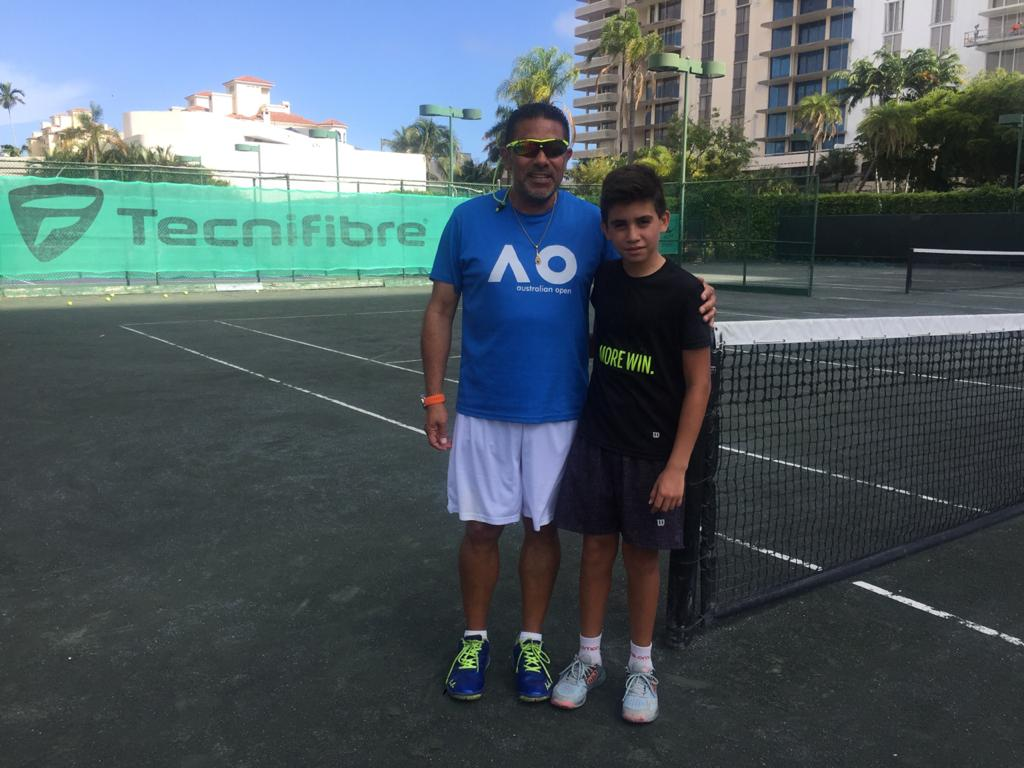 Tecnifibre
AO
australian open
MORE WIN.
W
W